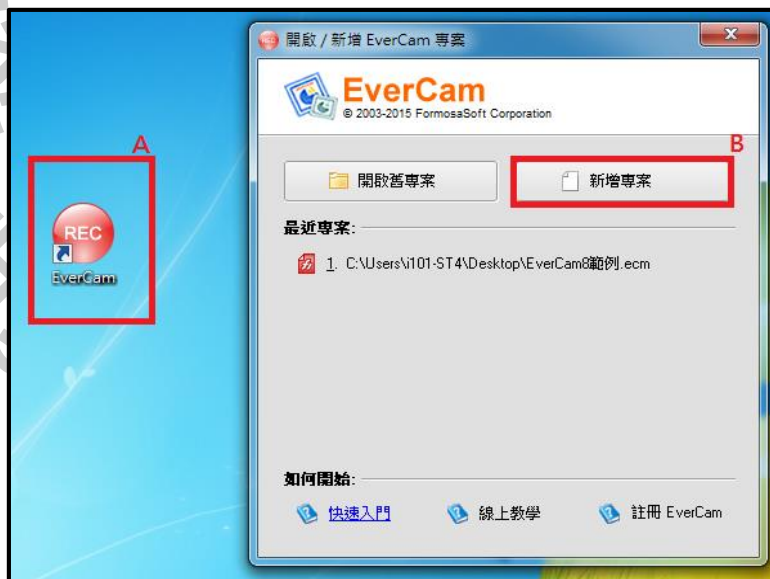 A
REC
EverCam
開啟 / 新增 EverCam 專案
EverCam
© 2003-2015 FormosaSoft Corporation
B
開啟舊專案
新增專案
最近專案:
1. C:\Users\i101-ST4\Desktop\EverCam8範例.ecm
如何開始:
快速入門
線上教學
註冊 EverCam